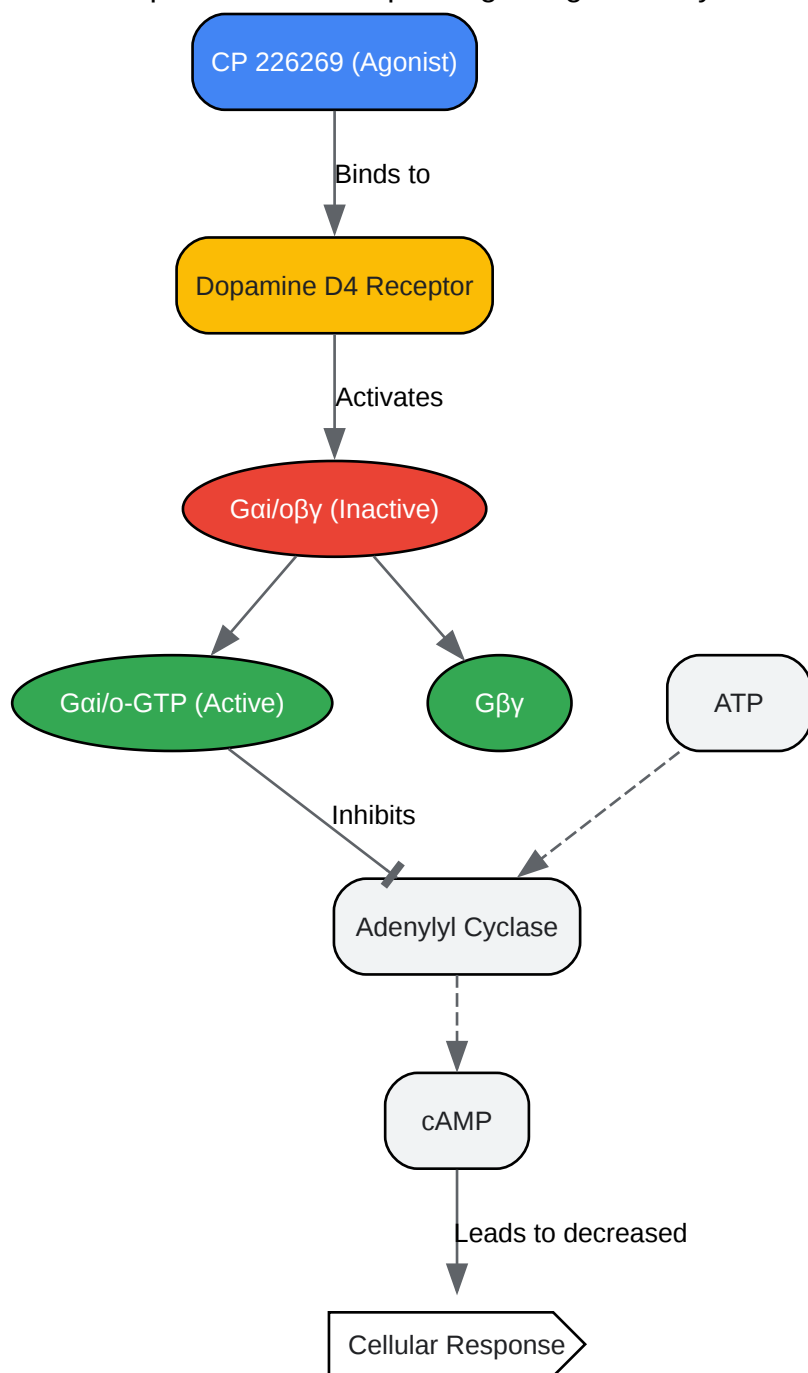 CP 226269 (Agonist)
Binds to
Dopamine D4 Receptor
Activates
Gαi/oβγ (Inactive)
Gαi/o-GTP (Active)
Gβγ
ATP
Inhibits
Adenylyl Cyclase
cAMP
Leads to decreased
Cellular Response